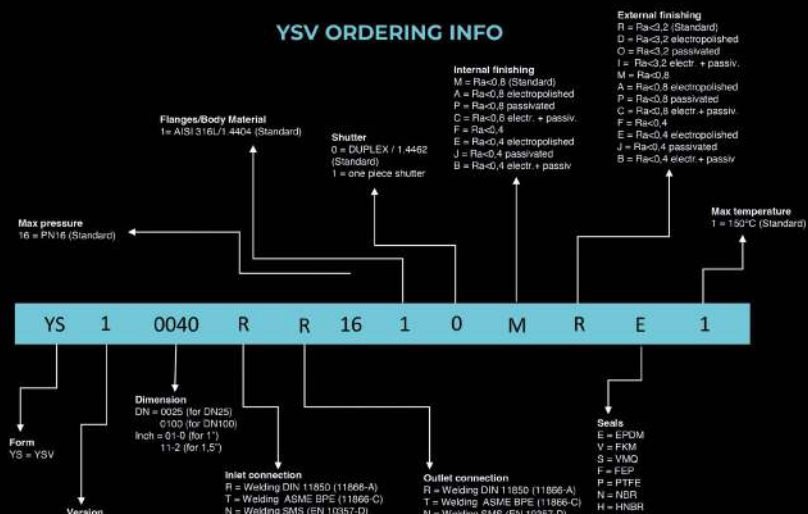 YSV ORDERING INFO
External finishing
R = Ra<3,2 (Standard)
D = Ra<3,2 electropolished
O = Ra<3,2 passivated
I = Ra<3,2 electr. + passiv.
M = Ra<0,8
A = Ra<0,8 electropolished
P = Ra<0,8 passivated
C = Ra<0,8 electr. + passiv.
F = Ra<0,4
E = Ra<0,4 electropolished
J = Ra<0,4 passivated
B = Ra<0,4 electr. + passiv
Internal finishing
M = Ra<0,8 (Standard)
A = Ra<0,8 electropolished
P = Ra<0,8 passivated
C = Ra<0,8 electr. + passiv.
F = Ra<0,4
E = Ra<0,4 electropolished
J = Ra<0,4 passivated
B = Ra<0,4 electr.+ passiv
Flanges/Body Material
1= AISI 316L/1.4404 (Standard)
Shutter
0 = DUPLEX / 1.4462
(Standard)
1 = one piece shutter
Max pressure
16 = PN16 (Standard)
Max temperature
1 = 150°C (Standard)
YS 1 0040 R R 16 1 0 M R E 1
Form
YS = YSV
Version
Dimension
DN = 0025 (for DN25)
0100 (for DN100)
Inch = 01-0 (for 1")
11-2 (for 1,5")
Inlet connection
R = Welding DIN 11850 (11866-A)
T = Welding ASME BPE (11866-C)
N = Welding SMS (EN 10357-D)
Outlet connection
R = Welding DIN 11850 (11866-A)
T = Welding ASME BPE (11866-C)
N = Welding SMS (EN 10357-D)
Seals
E = EPDM
V = FKM
S = VMQ
F = FEP
P = PTFE
N = NBR
H = HNBR